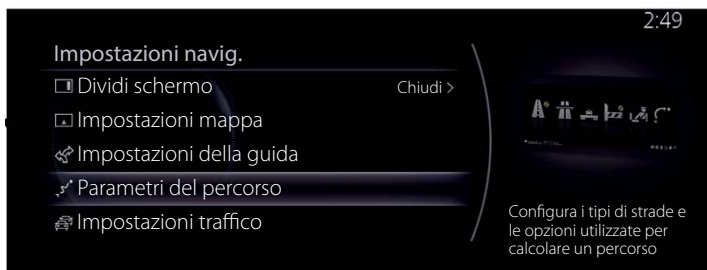 2:49
Impostazioni navig.
Dividi schermo Chiudi >
Impostazioni mappa
Impostazioni della guida
Parametri del percorso
Impostazioni traffico
Configura i tipi di strade e
le opzioni utilizzate per
calcolare un percorso